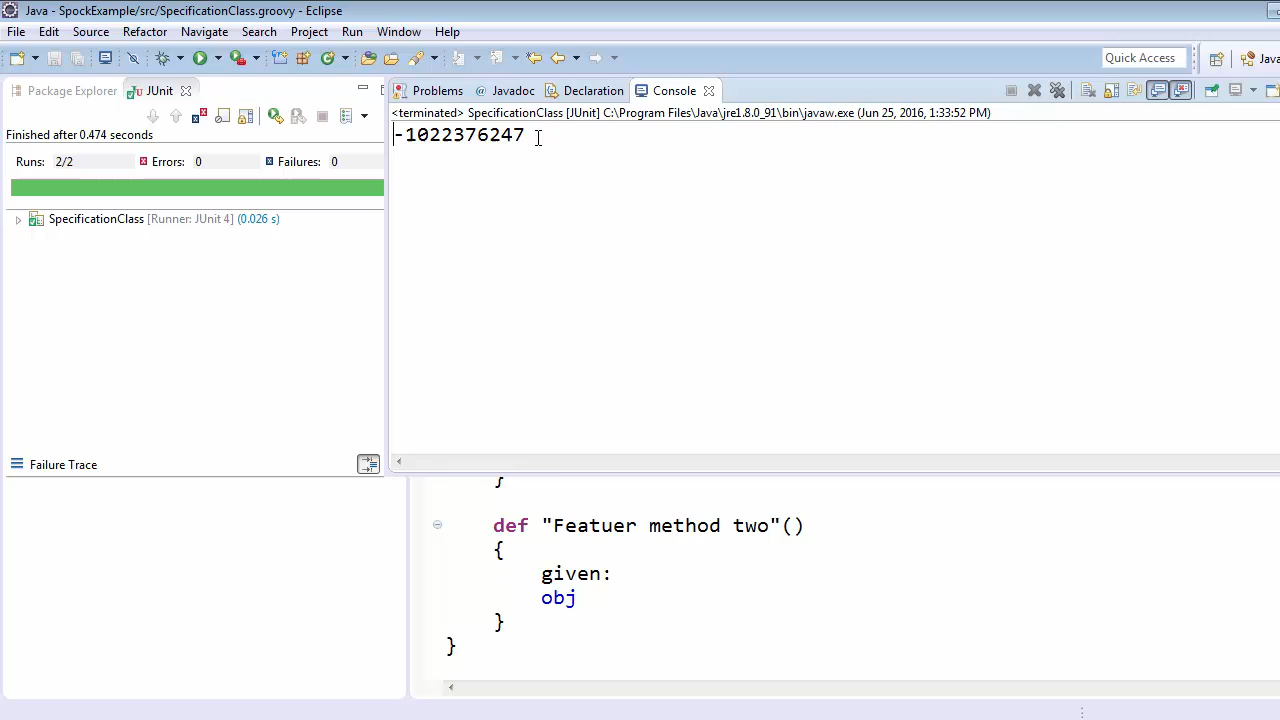 Java - SpockExample/src/SpecificationClass.groovy - Eclipse
File Edit Source Refactor Navigate Search Project Run Window Help
Quick Access
Java
Package Explorer JUnit
Problems @ Javadoc Declaration Console
<terminated> SpecificationClass [JUnit] C:\Program Files\Java\jre1.8.0_91\bin\javaw.exe (Jun 25, 2016, 1:33:52 PM)
-1022376247
Finished after 0.474 seconds
Runs: 2/2 Errors: 0 Failures: 0
SpecificationClass [Runner: JUnit 4] (0.026 s)
Failure Trace
}
def "Featuer method two"()
{
given:
obj
}
}